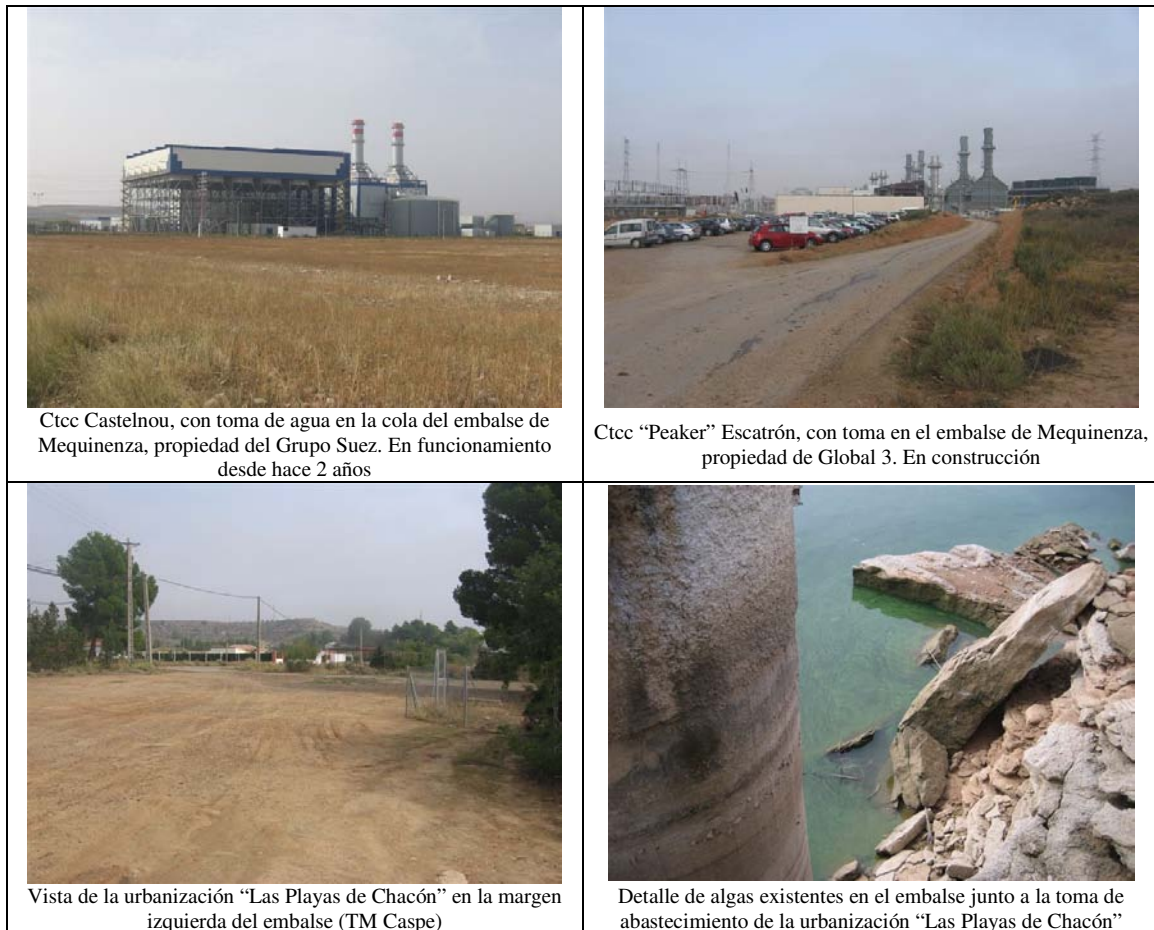 Ctcc Castelnou, con toma de agua en la cola del embalse de
Mequinenza, propiedad del Grupo Suez. En funcionamiento
desde hace 2 años
Ctcc “Peaker” Escatrón, con toma en el embalse de Mequinenza,
propiedad de Global 3. En construcción
Vista de la urbanización “Las Playas de Chacón” en la margen
izquierda del embalse (TM Caspe)
Detalle de algas existentes en el embalse junto a la toma de
abastecimiento de la urbanización “Las Playas de Chacón”